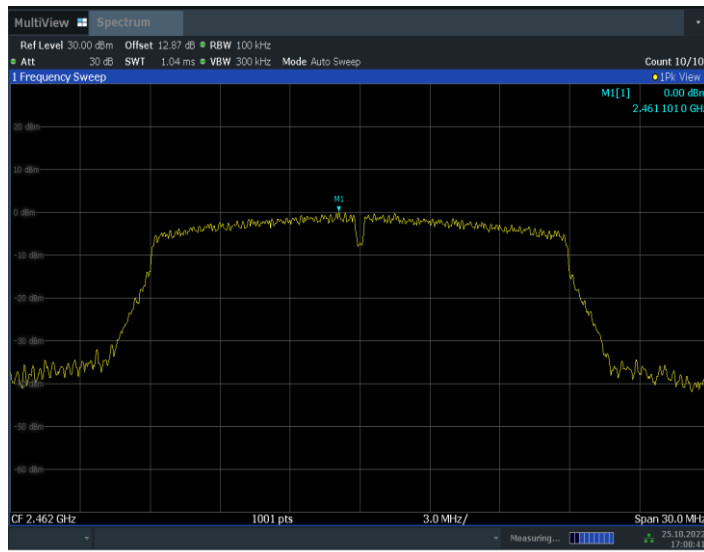 MultiView Spectrum
Ref Level 30.00 dBm Offset 12.87 dB RBW 100 kHz
Att 30 dB SWT 1.04 ms VBW 300 kHz Mode Auto Sweep Count 10/10
1 Frequency Sweep 1Pk View
M1[1] 0.00 dBm
2.461 101 0 GHz
20 dBm
10 dBm
M1
0 dBm
-10 dBm
-20 dBm
-30 dBm
-50 dBm
-60 dBm
CF 2.462 GHz 1001 pts 3.0 MHz/ Span 30.0 MHz
Measuring... 25.10.2022
17:08:41